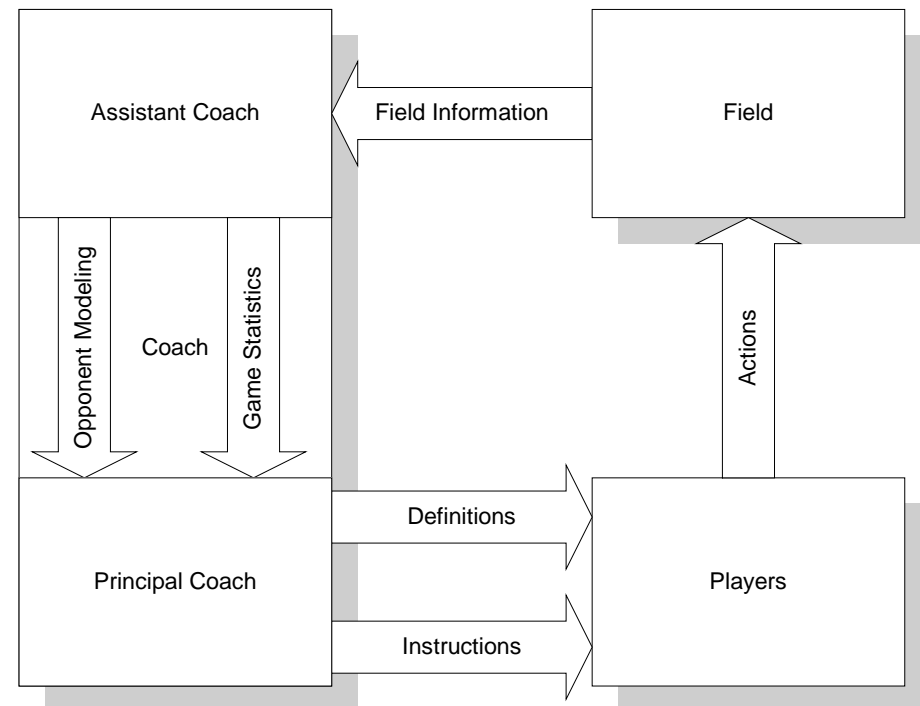 Assistant Coach
Field Information
Field
Opponent Modeling
Coach
Game Statistics
Actions
Definitions
Principal Coach
Players
Instructions